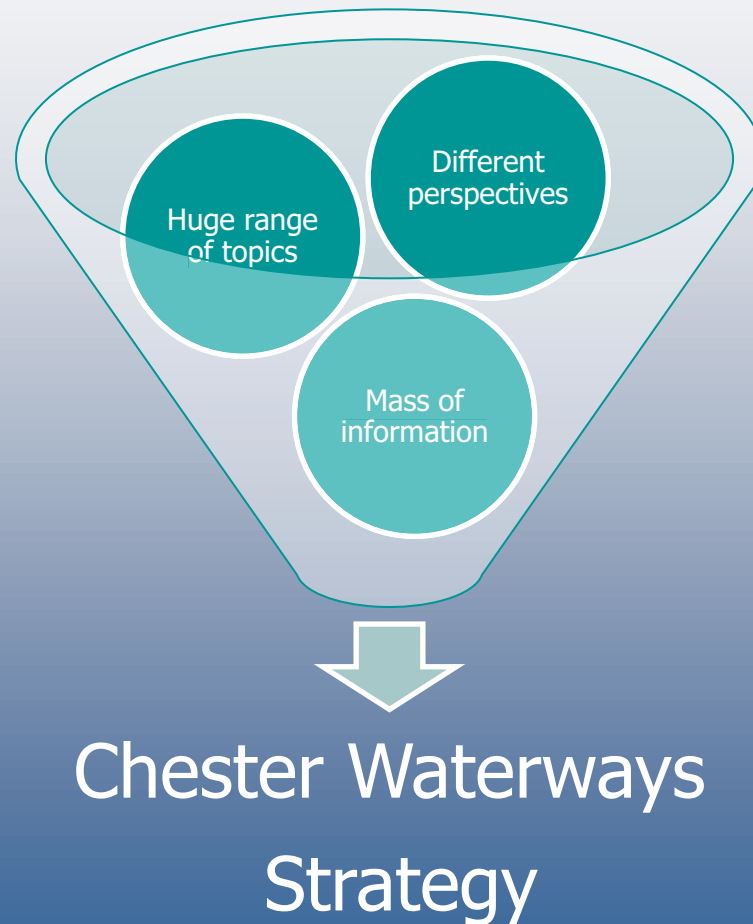 Different
perspectives
Huge range
of topics
Mass of
information
Chester Waterways
Strategy